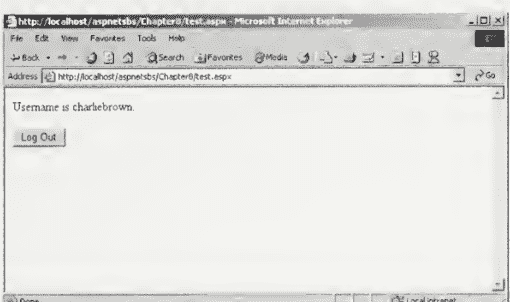 http://localhost/aspnetsbs/Chapter8/test.aspx - Microsoft Internet Explorer
File Edit View Favorites Tools Help
Back Search Favorites Media
Address http://localhost/aspnetsbs/Chapter8/test.aspx Go
Username is charliebrown.
Log Out
Done Local intranet